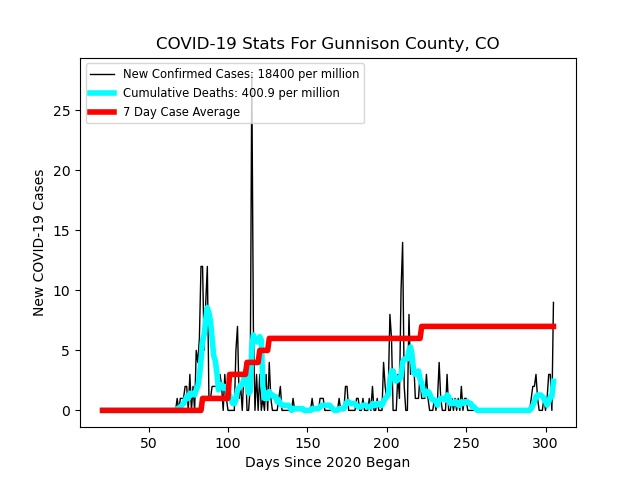 COVID-19 Stats For Gunnison County, CO
New Confirmed Cases: 18400 per million
Cumulative Deaths: 400.9 per million
7 Day Case Average
25
20
15
10
5
0
New COVID-19 Cases
50 100 150 200 250 300
Days Since 2020 Began